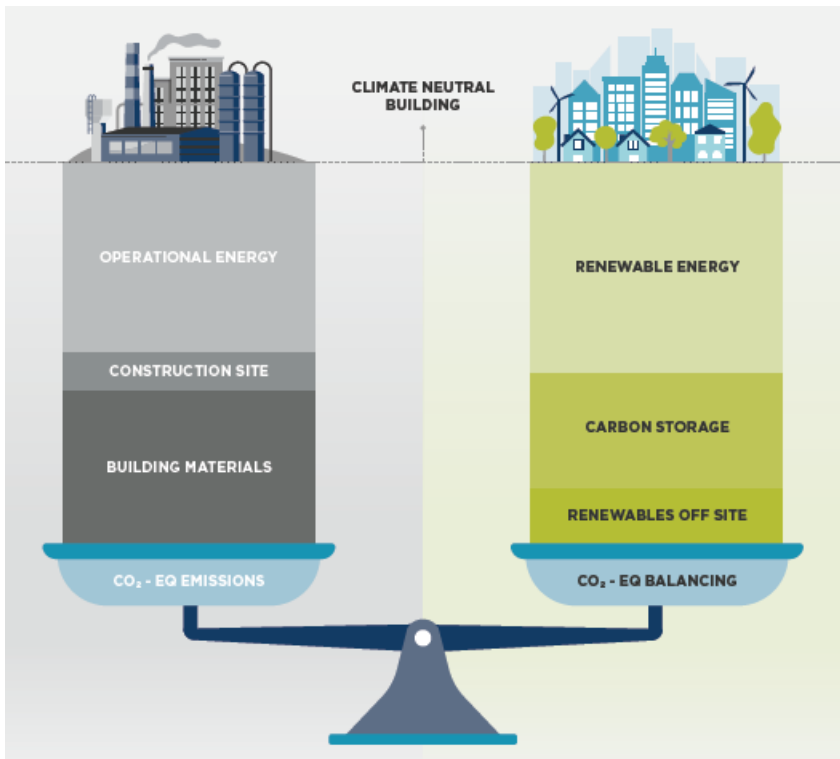 CLIMATE NEUTRAL
BUILDING
OPERATIONAL ENERGY
CONSTRUCTION SITE
BUILDING MATERIALS
CO₂ - EQ EMISSIONS
RENEWABLE ENERGY
CARBON STORAGE
RENEWABLES OFF SITE
CO₂ - EQ BALANCING